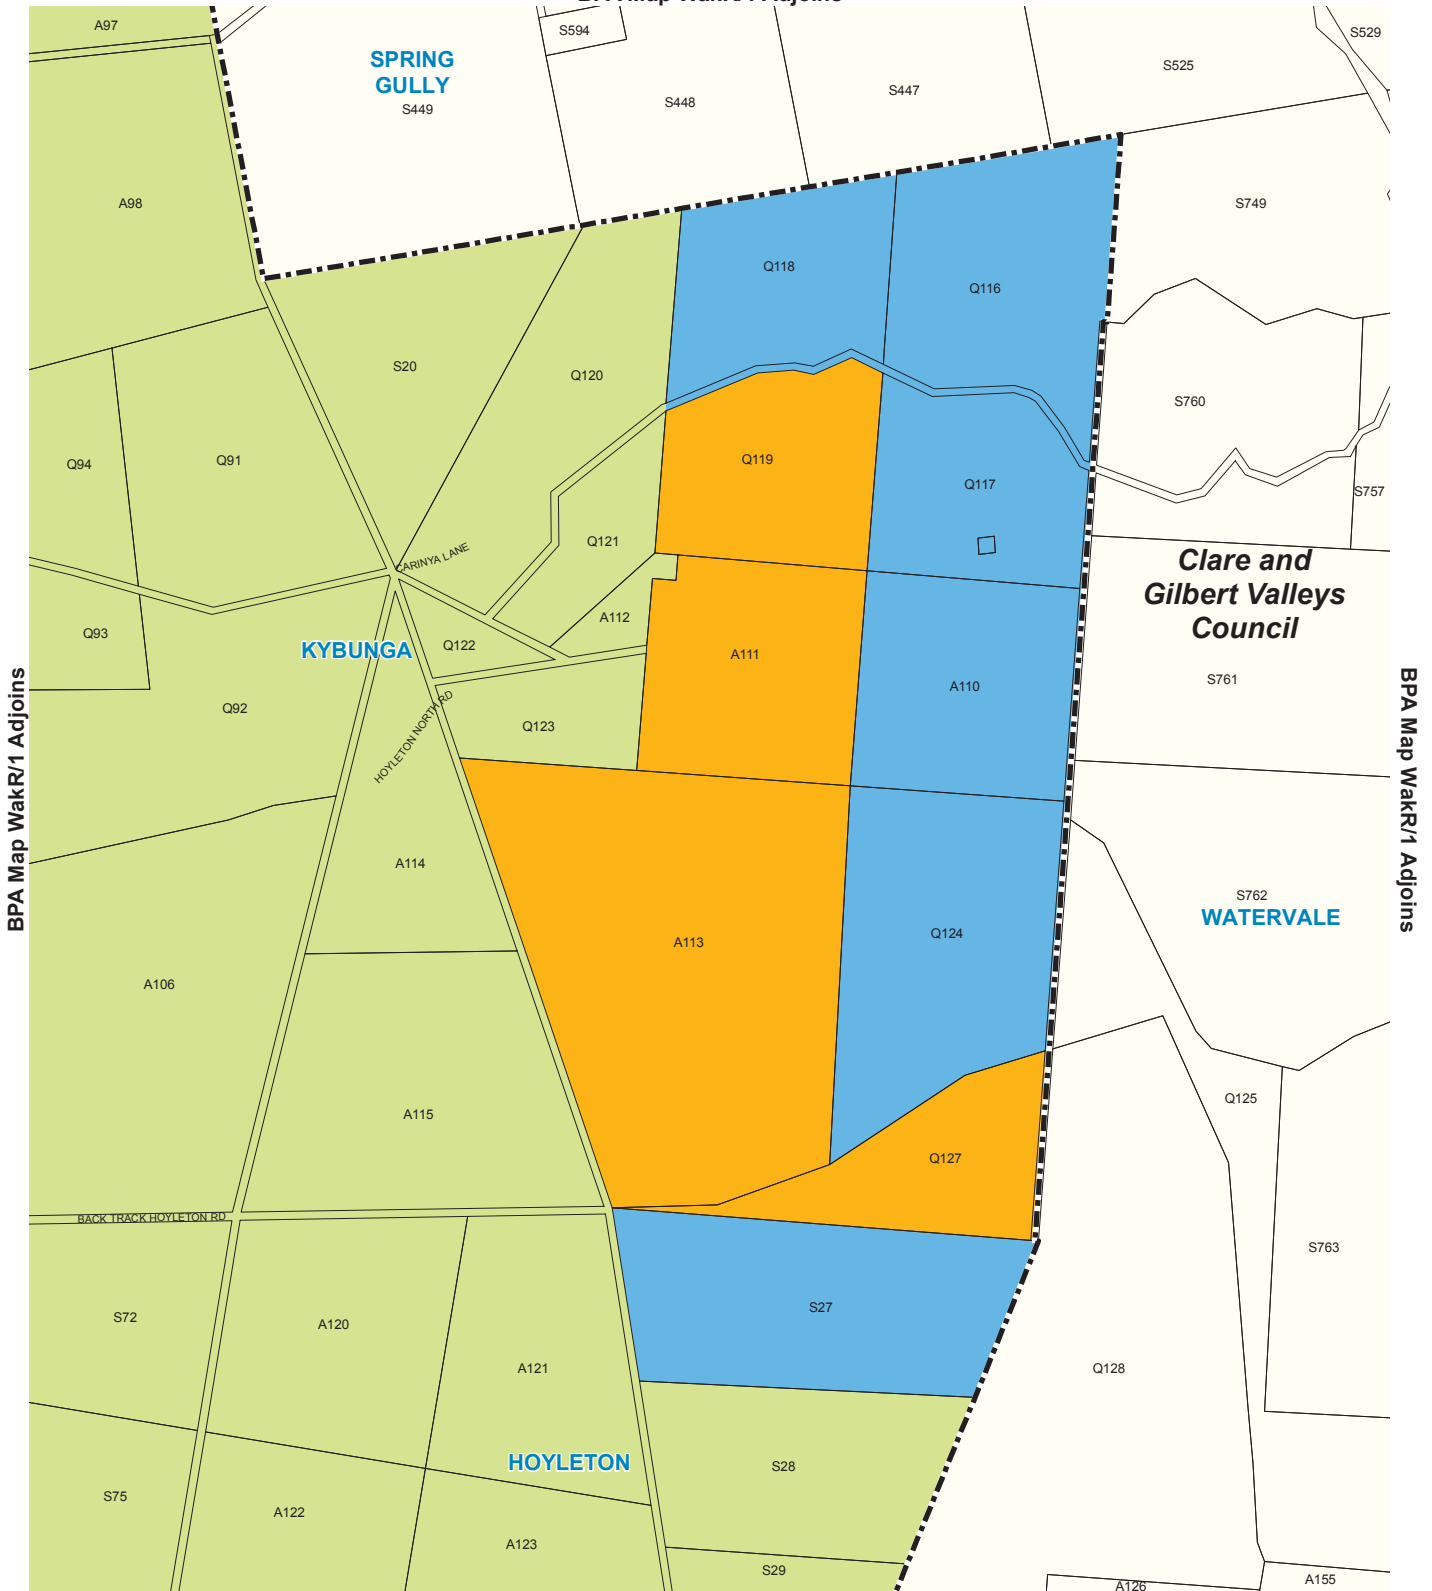 A97
S594
S529
SPRING
GULLY
S449
S448
S447
S525
A98
S749
Q118
Q116
S20
Q120
S760
Q94
Q91
Q119
Q117
S757
Q121
CARINYA LANE
Clare and
Gilbert Valleys
Council
A112
Q93
Q122
KYBUNGA
A111
A110
S761
Q92
HOYLETON NORTH RD
Q123
BPA Map WakR/1 Adjoins
BPA Map WakR/1 Adjoins
A114
S762
WATERVALE
A113
Q124
A106
A115
Q125
Q127
BACK TRACK HOYLETON RD
S763
S72
A120
S27
A121
Q128
HOYLETON
S28
S75
A122
A123
S29
A126
A155